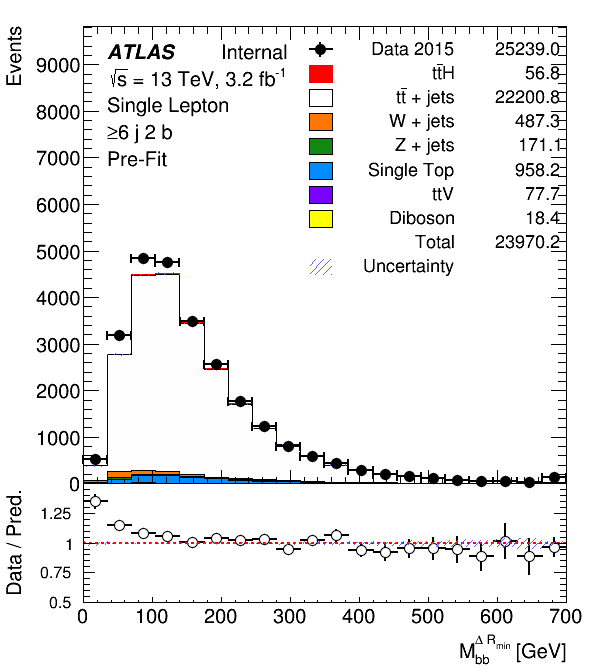 ATLAS Internal
√s = 13 TeV, 3.2 fb⁻¹
Single Lepton
≥6 j 2 b
Pre-Fit
Data 2015 25239.0
tt̄H 56.8
tt̄ + jets 22200.8
W + jets 487.3
Z + jets 171.1
Single Top 958.2
ttV 77.7
Diboson 18.4
Total 23970.2
Uncertainty
Events
9000
8000
7000
6000
5000
4000
3000
2000
1000
0
Data / Pred.
1.25
1
0.75
0.5
0 100 200 300 400 500 600 700
M_bb^ΔR_min [GeV]